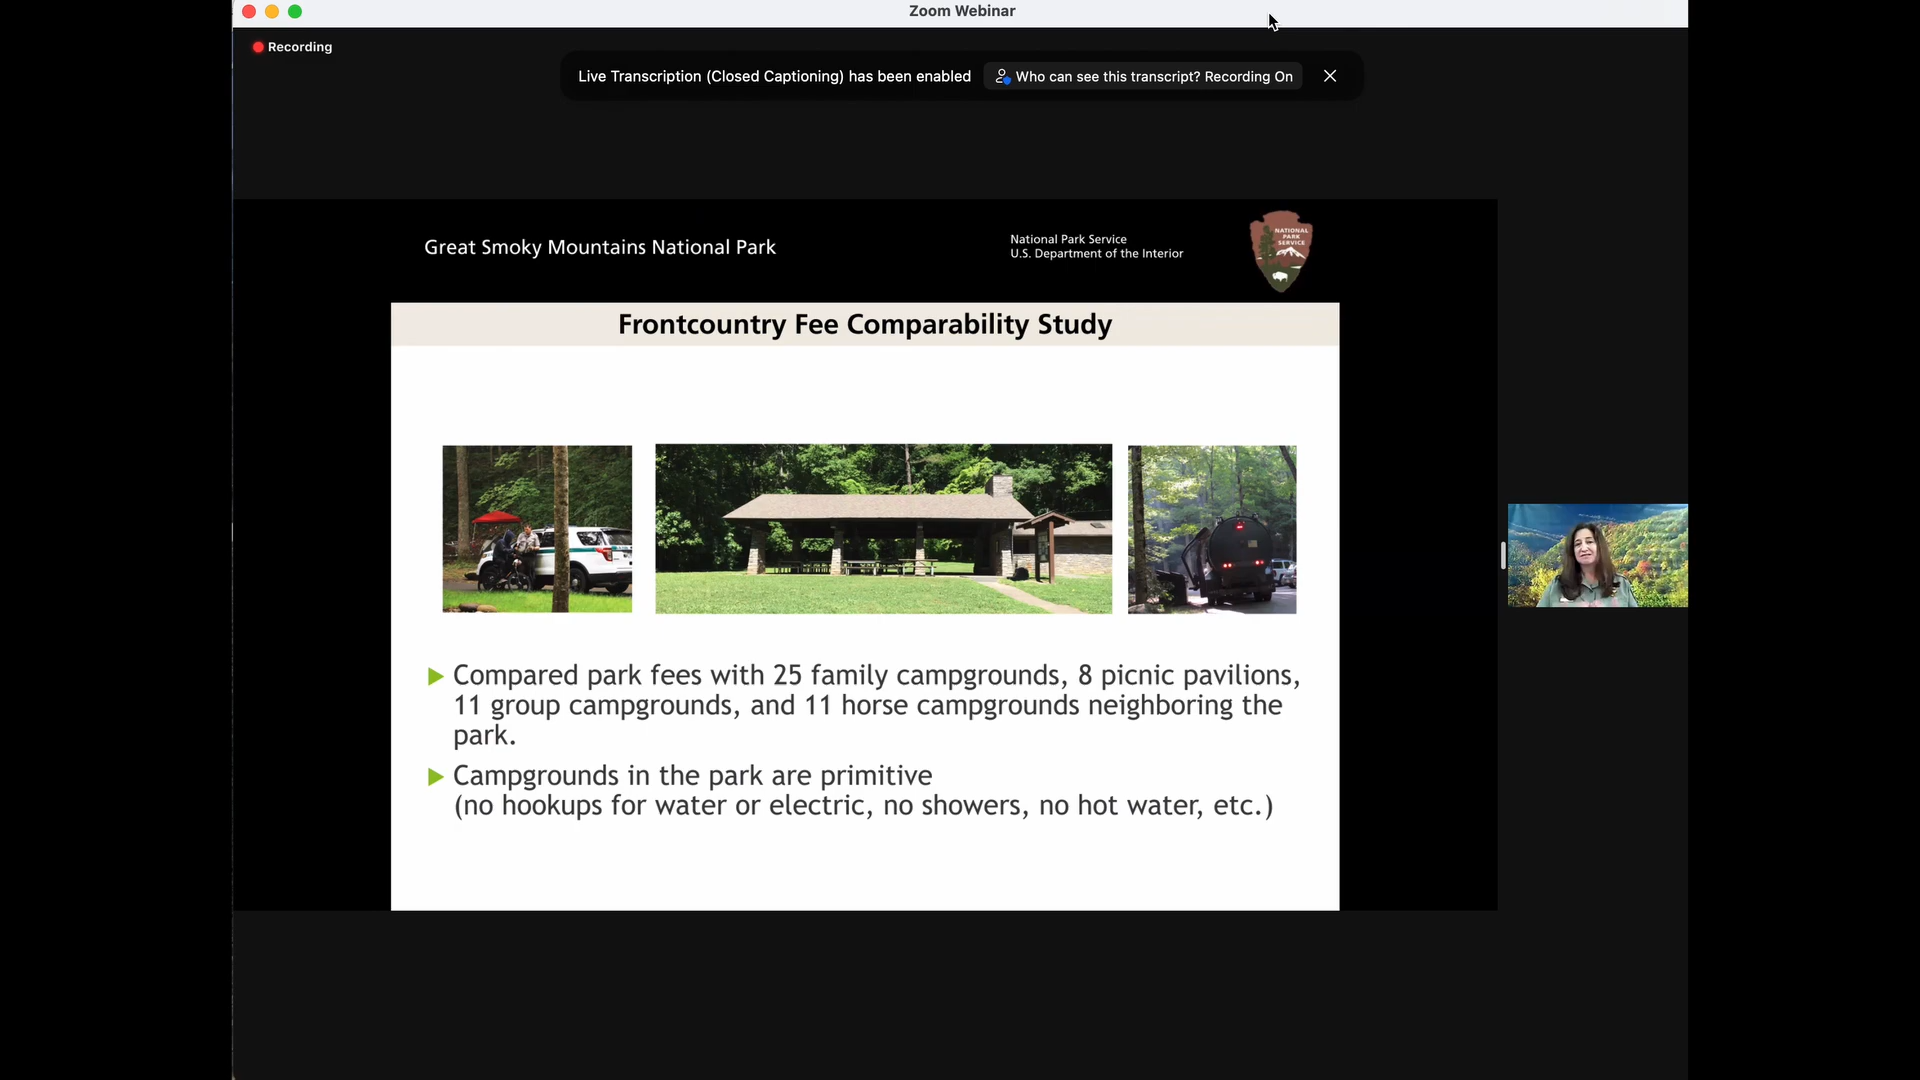 Zoom Webinar
Recording
Live Transcription (Closed Captioning) has been enabled
Who can see this transcript? Recording On
Great Smoky Mountains National Park
National Park Service
U.S. Department of the Interior
NATIONAL
PARK
SERVICE
Frontcountry Fee Comparability Study
Compared park fees with 25 family campgrounds, 8 picnic pavilions,
11 group campgrounds, and 11 horse campgrounds neighboring the
park.
Campgrounds in the park are primitive
(no hookups for water or electric, no showers, no hot water, etc.)